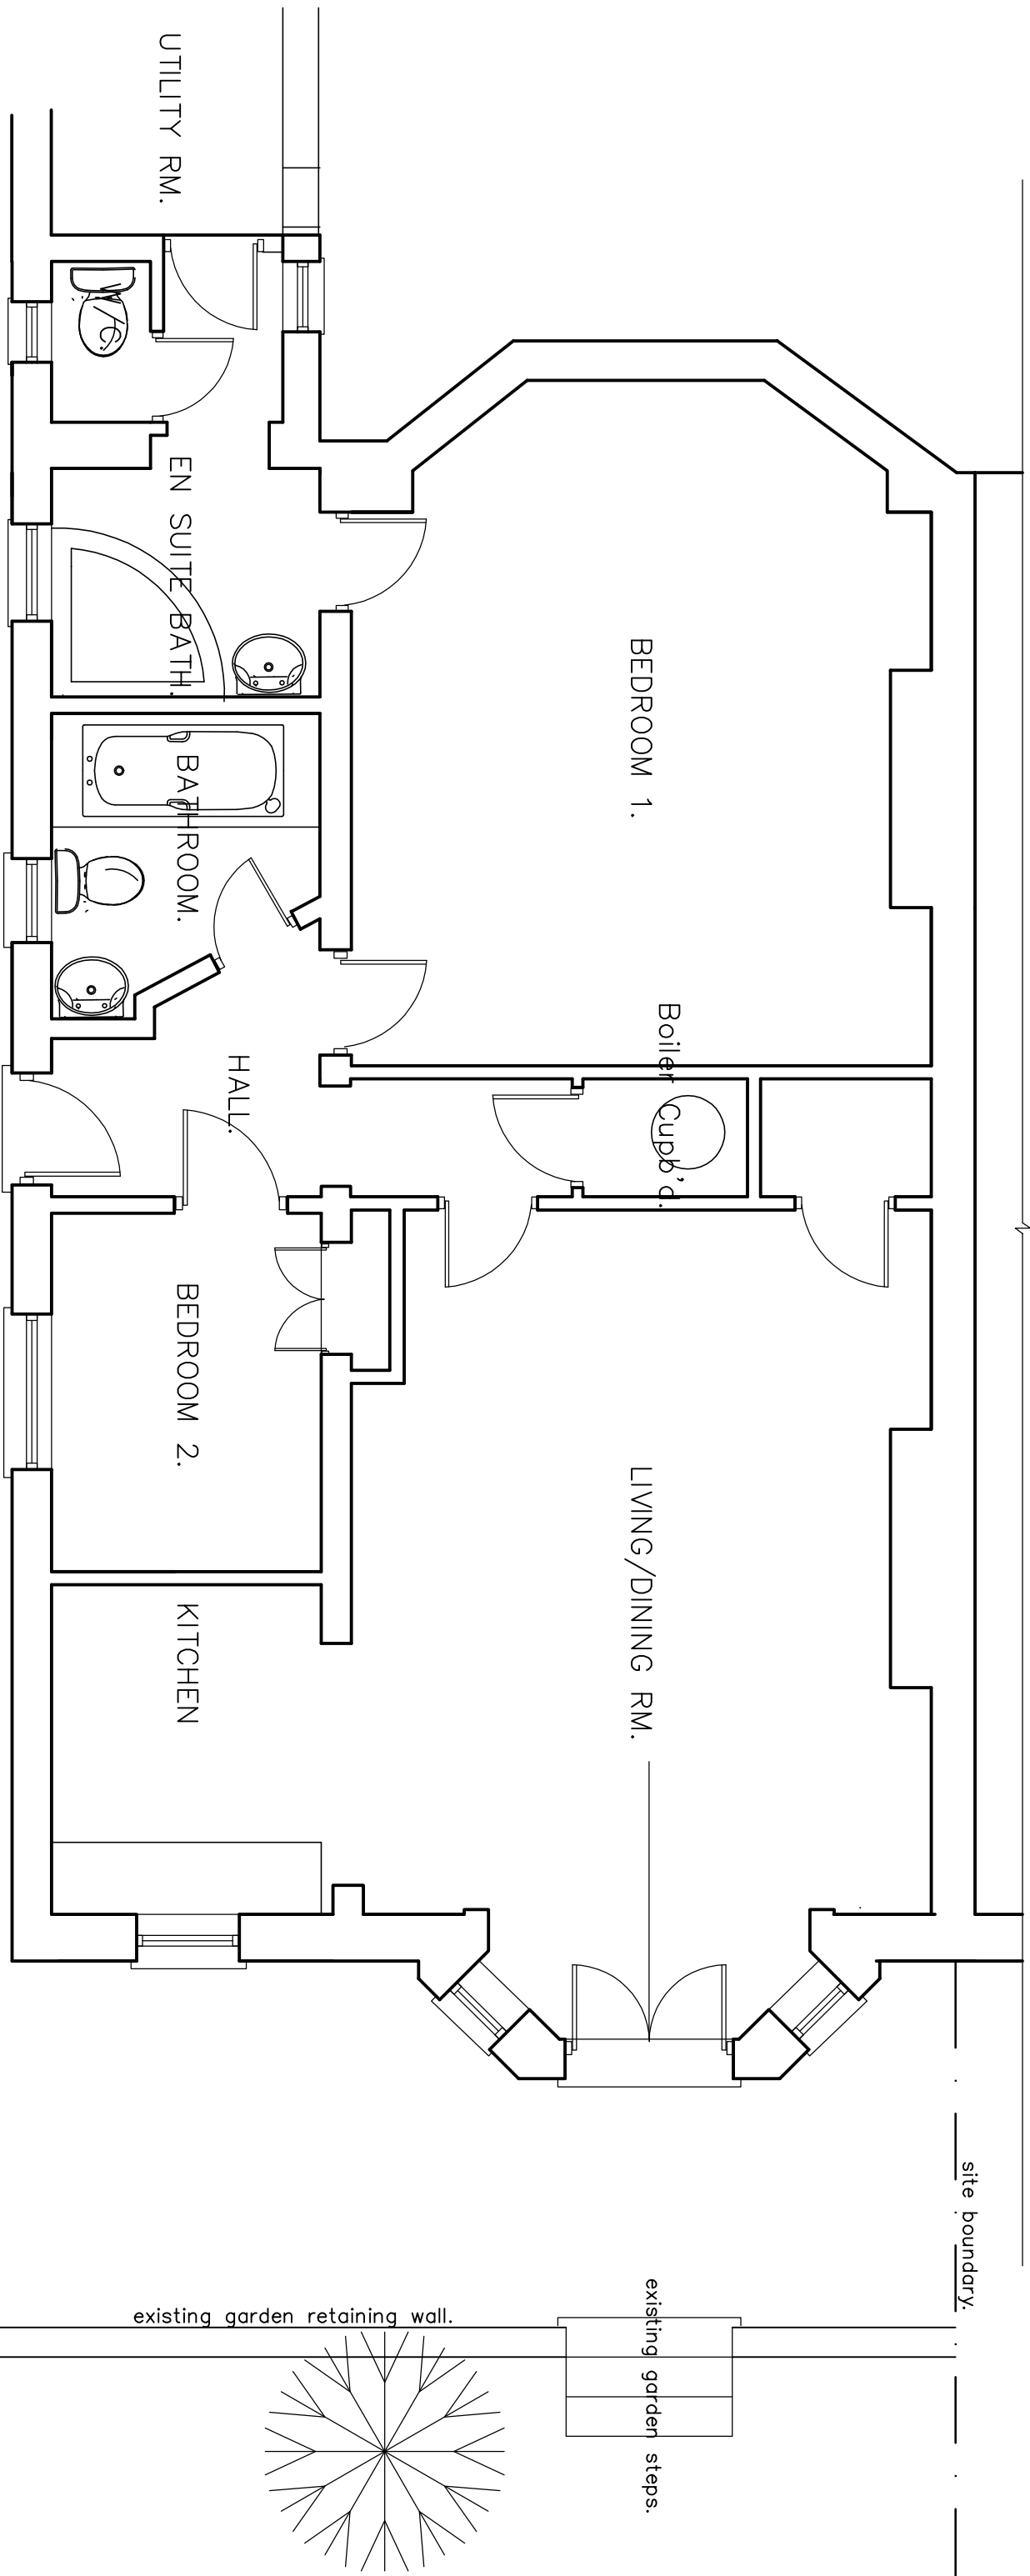 UTILITY RM.
W/C.
EN SUITE BATH.
BEDROOM 1.
BATHROOM.
Boiler Cupb'd.
HALL.
BEDROOM 2.
LIVING/DINING RM.
KITCHEN
site boundary.
existing garden retaining wall.
existing garden steps.